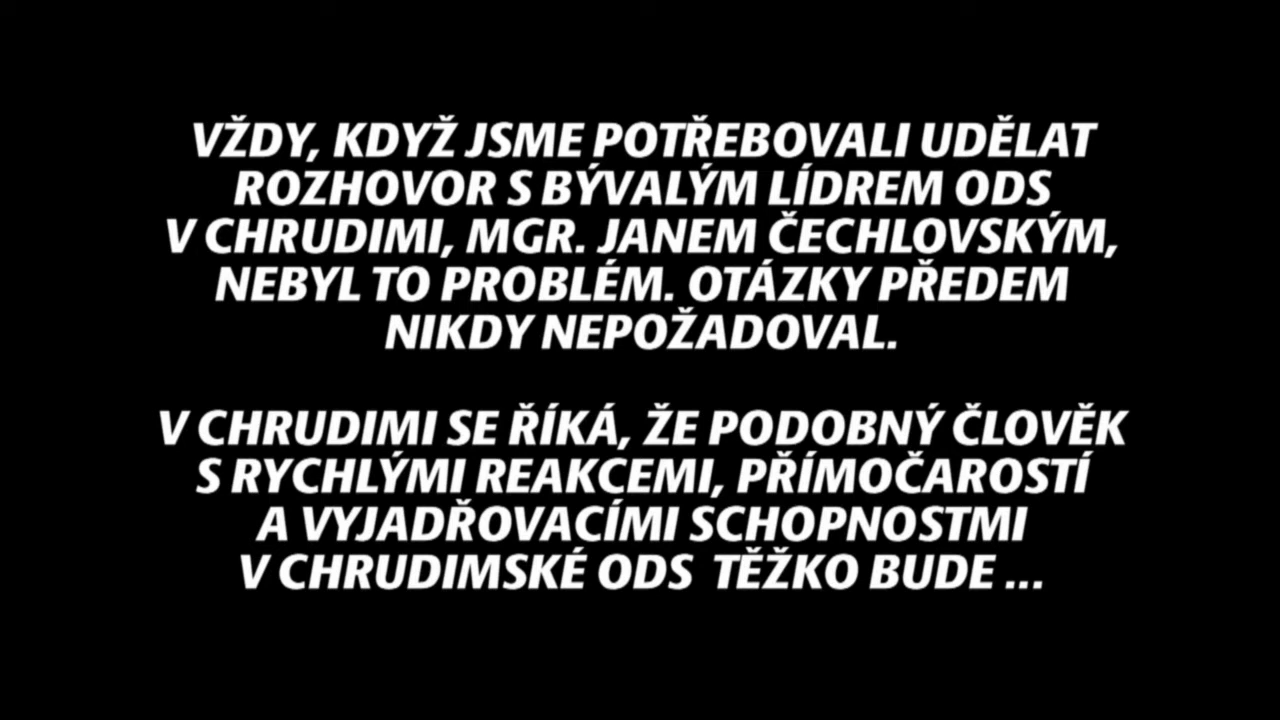 VŽDY, KDYŽ JSME POTŘEBOVALI UDĚLAT
ROZHOVOR S BÝVALÝM LÍDREM ODS
V CHRUDIMI, MGR. JANEM ČECHLOVSKÝM,
NEBYL TO PROBLÉM. OTÁZKY PŘEDEM
NIKDY NEPOŽADOVAL.
V CHRUDIMI SE ŘÍKÁ, ŽE PODOBNÝ ČLOVĚK
S RYCHLÝMI REAKCEMI, PŘÍMOČAROSTÍ
A VYJADŘOVACÍMI SCHOPNOSTMI
V CHRUDIMSKÉ ODS TĚŽKO BUDE ...